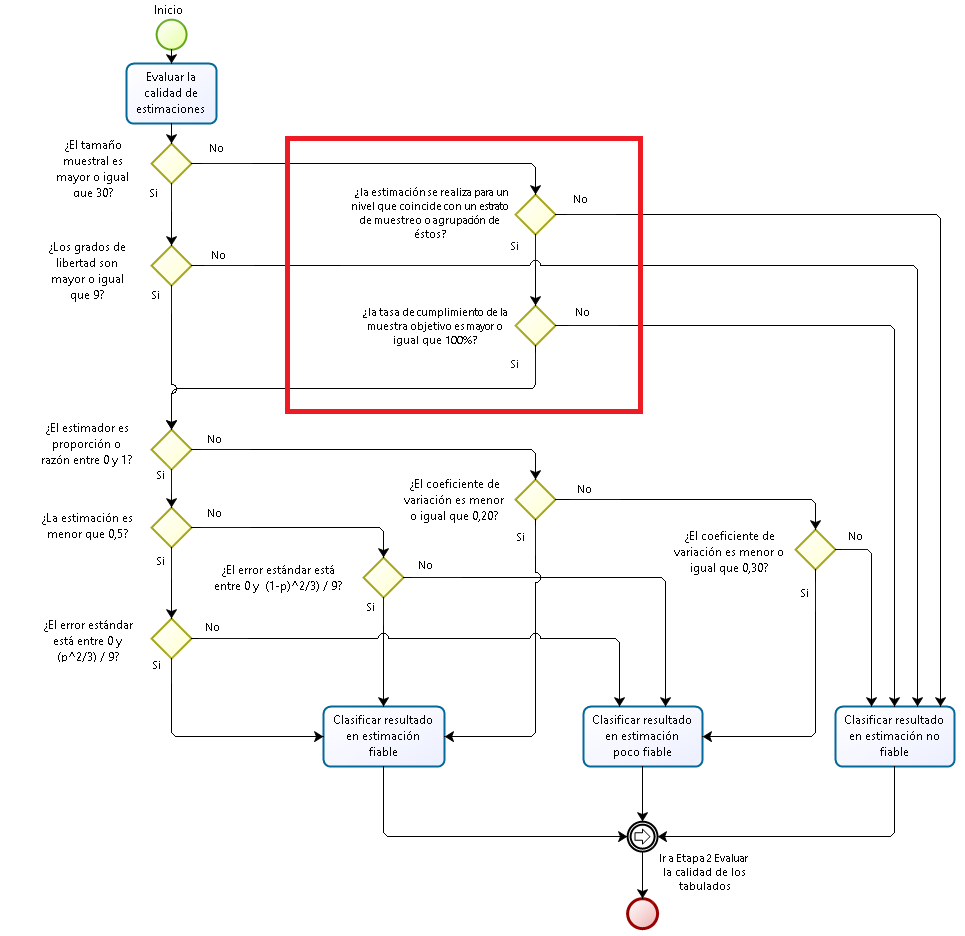 Inicio
Evaluar la
calidad de
estimaciones
¿El tamaño
muestral es
mayor o igual
que 30?
No
Si
¿la estimación se realiza para un
nivel que coincide con un estrato
de muestreo o agrupación de
éstos?
No
Si
¿Los grados de
libertad son
mayor o igual
que 9?
No
Si
¿la tasa de cumplimiento de la
muestra objetivo es mayor o
igual que 100%?
No
Si
¿El estimador es
proporción o
razón entre 0 y 1?
No
Si
¿El coeficiente de
variación es menor
o igual que 0,20?
No
Si
¿La estimación es
menor que 0,5?
No
Si
¿El coeficiente de
variación es menor o
igual que 0,30?
No
Si
¿El error estándar está
entre 0 y (1-p)^2/3) / 9?
No
Si
¿El error estándar
está entre 0 y
(p^2/3) / 9?
No
Si
Clasificar resultado
en estimación
fiable
Clasificar resultado
en estimación
poco fiable
Clasificar resultado
en estimación no
fiable
Ir a Etapa 2 Evaluar
la calidad de los
tabulados